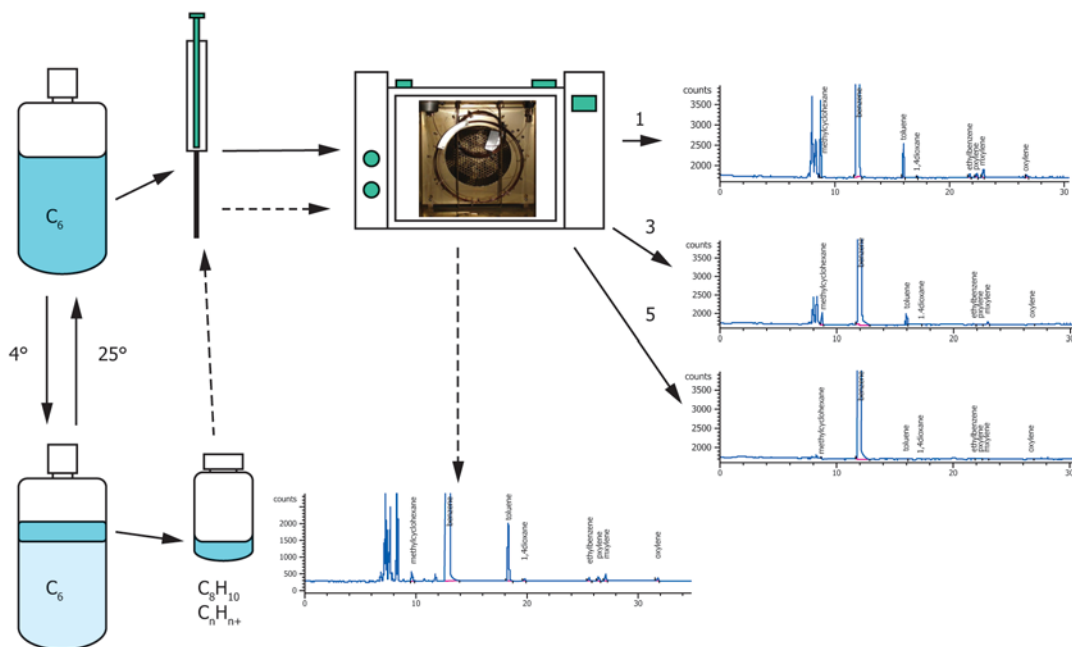 C6
4°
25°
C6
C8H10
CnHn+
1
3
5
counts
3500
3000
2500
2000
methylcyclohexane
benzene
toluene
1,4dioxane
ethylbenzene
pxylene
mxylene
oxylene
0
10
20
30
counts
3500
3000
2500
2000
methylcyclohexane
benzene
toluene
1,4dioxane
ethylbenzene
pxylene
mxylene
oxylene
0
10
20
30
counts
3500
3000
2500
2000
methylcyclohexane
benzene
toluene
1,4dioxane
ethylbenzene
pxylene
mxylene
oxylene
0
10
20
30
counts
2000
1500
1000
500
0
methylcyclohexane
benzene
toluene
1,4dioxane
ethylbenzene
pxylene
mxylene
oxylene
0
10
20
30